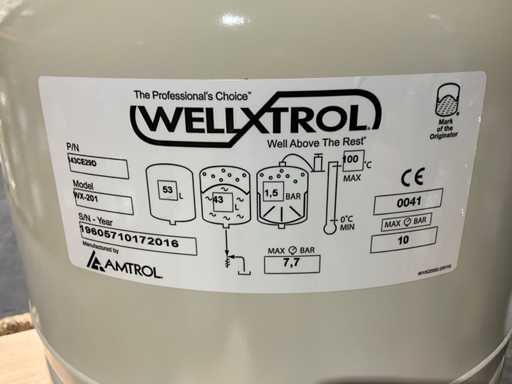 The Professional's Choice™
WELLXTROL®
Well Above The Rest®
Mark
of the
Originator
P/N
143CE29D
Model
WX-201
S/N - Year
19605710172016
Manufactured by
AMTROL
53 L
43 L
1,5 BAR
100 °C
MAX
0°C
MIN
MAX BAR
7,7
CE
0041
MAX BAR
10